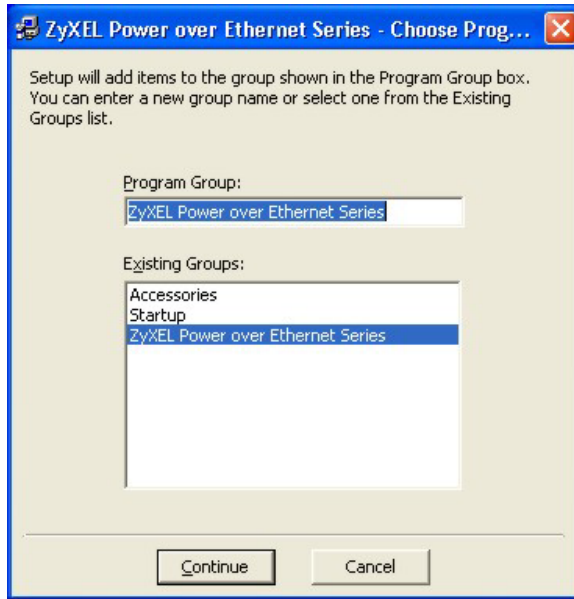 ZyXEL Power over Ethernet Series - Choose Prog...
Setup will add items to the group shown in the Program Group box.
You can enter a new group name or select one from the Existing
Groups list.
Program Group:
ZyXEL Power over Ethernet Series
Existing Groups:
Accessories
Startup
ZyXEL Power over Ethernet Series
Continue
Cancel